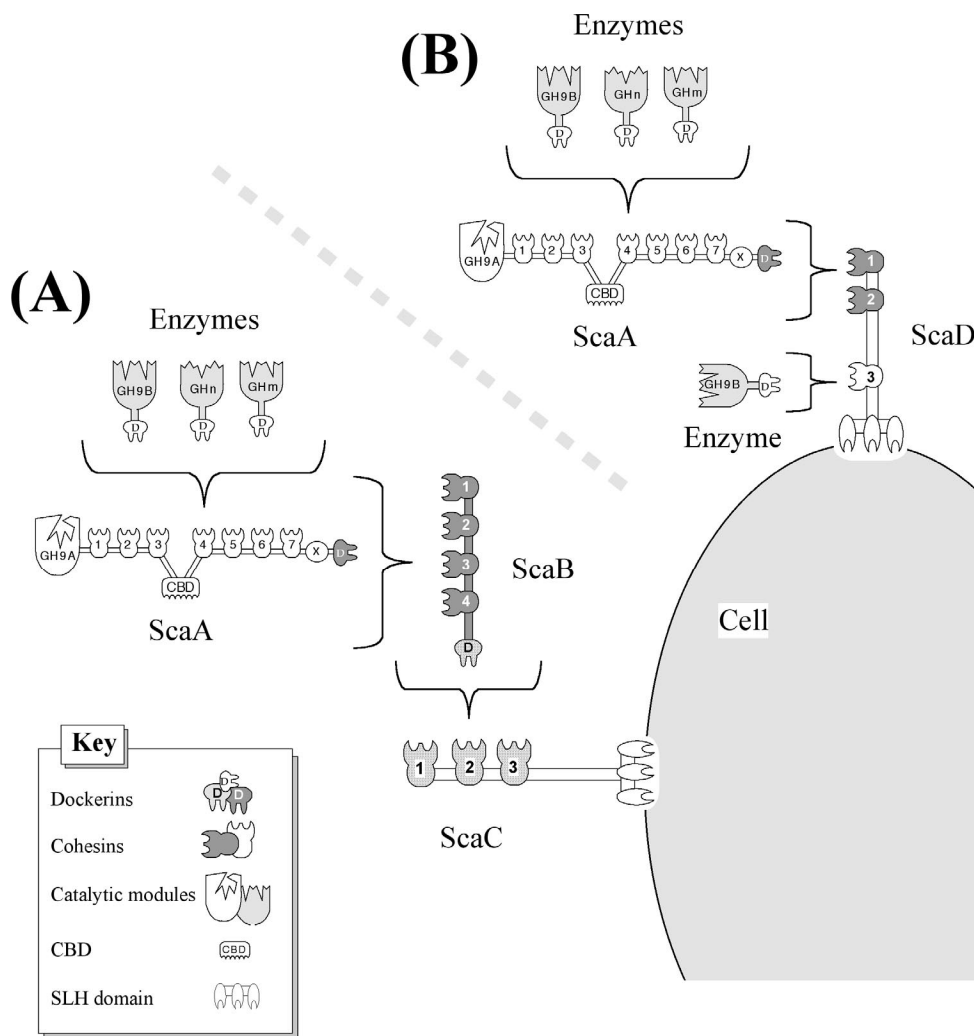 (B)
Enzymes
GH9B GHn GHm
D D D
GH9A 1 2 3 4 5 6 7 X D
CBD
ScaA
1
2
3
ScaD
GH9B D
Enzyme
(A)
Enzymes
GH9B GHn GHm
D D D
GH9A 1 2 3 4 5 6 7 X D
CBD
ScaA
1
2
3
4
D
ScaB
1 2 3
ScaC
Cell
Key
Dockerins D D D
Cohesins
Catalytic modules
CBD CBD
SLH domain